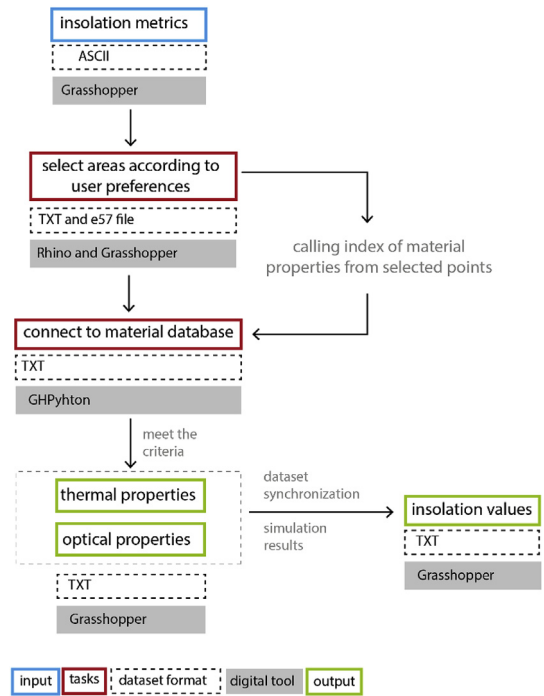 insolation metrics
ASCII
Grasshopper
select areas according to
user preferences
TXT and e57 file
Rhino and Grasshopper
calling index of material
properties from selected points
connect to material database
TXT
GHPyhton
meet the
criteria
thermal properties
optical properties
TXT
Grasshopper
dataset
synchronization
simulation
results
insolation values
TXT
Grasshopper
input
tasks
dataset format
digital tool
output